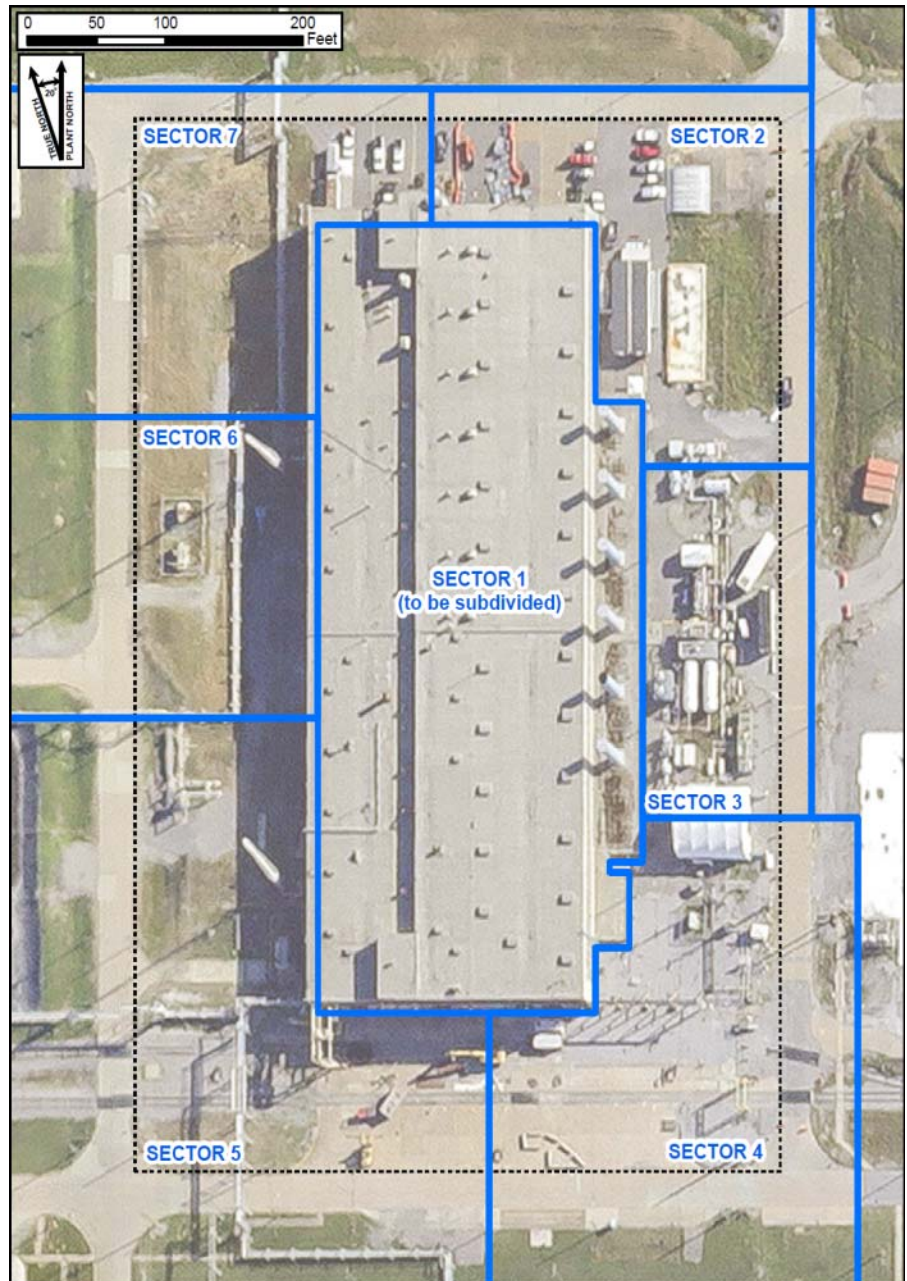 0 50 100 200
Feet
20°
TRUE NORTH
PLANT NORTH
SECTOR 7
SECTOR 2
SECTOR 6
SECTOR 1
(to be subdivided)
SECTOR 3
SECTOR 5
SECTOR 4